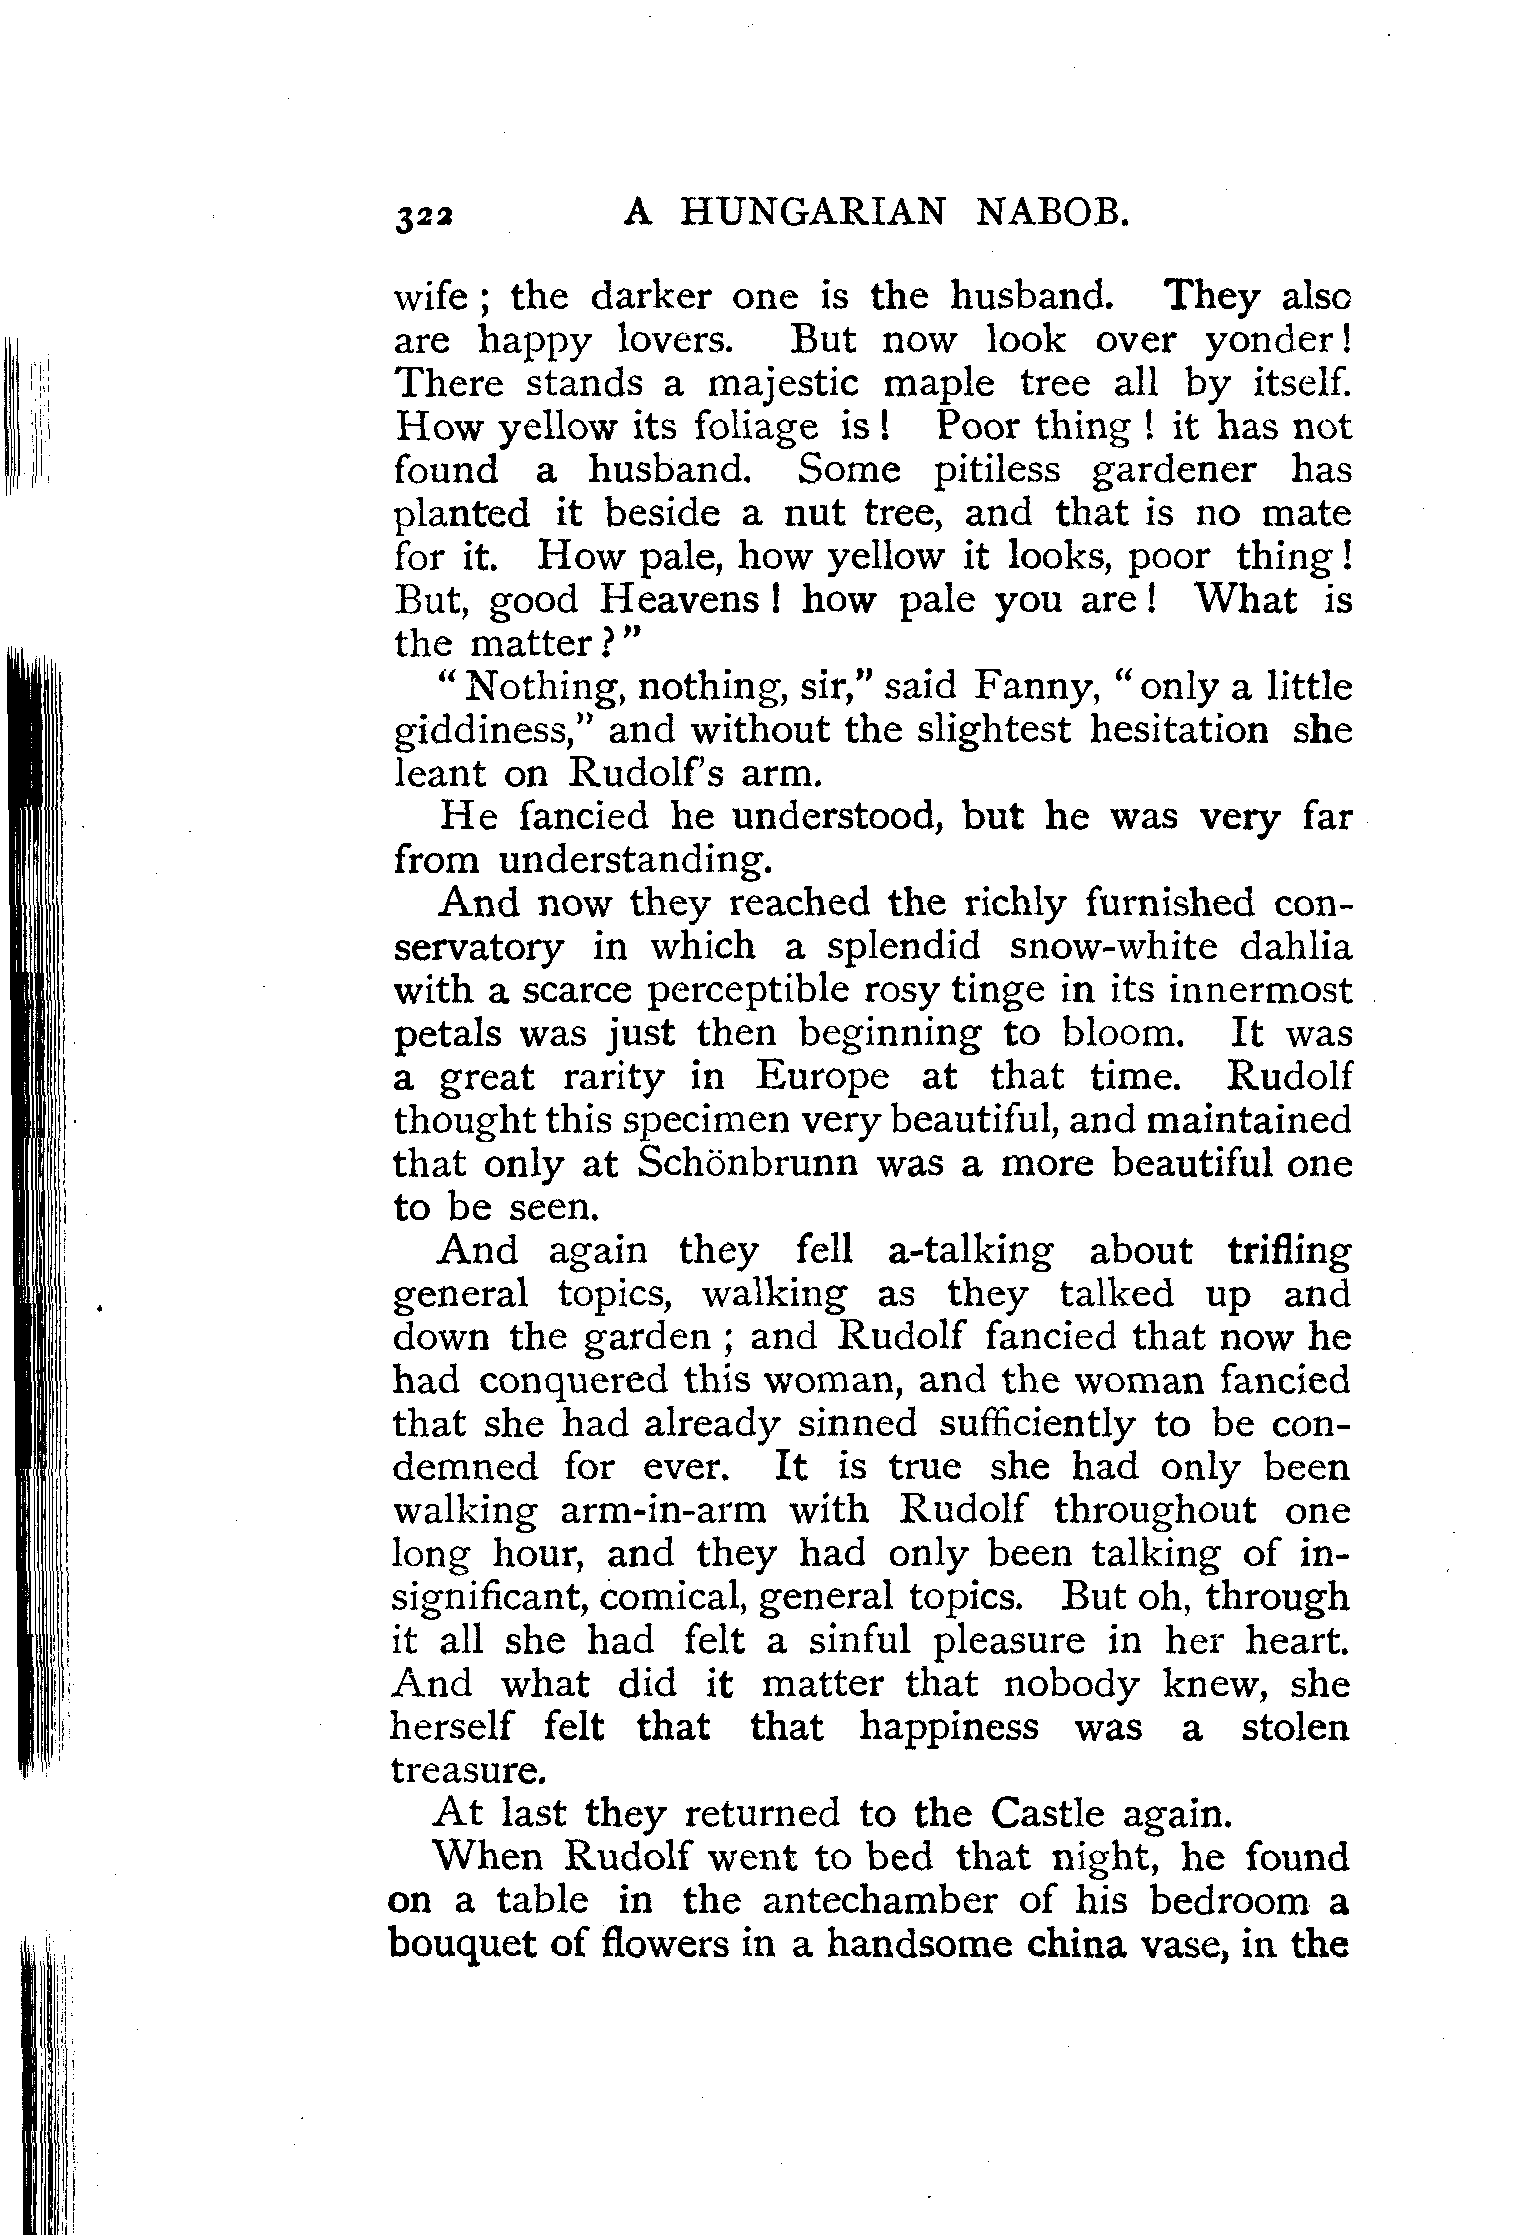 322 A HUNGARIAN NABOB.
wife ; the darker one is the husband. They also
are happy lovers. But now look over yonder!
There stands a majestic maple tree all by itself.
How yellow its foliage is! Poor thing ! it has not
found a husband. Some pitiless gardener has
planted it beside a nut tree, and that is no mate
for it. How pale, how yellow it looks, poor thing!
But, good Heavens! how pale you are! What is
the matter?"
"Nothing, nothing, sir," said Fanny, "only a little
giddiness," and without the slightest hesitation she
leant on Rudolf's arm.
He fancied he understood, but he was very far
from understanding.
And now they reached the richly furnished con-
servatory in which a splendid snow-white dahlia
with a scarce perceptible rosy tinge in its innermost
petals was just then beginning to bloom. It was
a great rarity in Europe at that time. Rudolf
thought this specimen very beautiful, and maintained
that only at Schönbrunn was a more beautiful one
to be seen.
And again they fell a-talking about trifling
general topics, walking as they talked up and
down the garden ; and Rudolf fancied that now he
had conquered this woman, and the woman fancied
that she had already sinned sufficiently to be con-
demned for ever. It is true she had only been
walking arm-in-arm with Rudolf throughout one
long hour, and they had only been talking of in-
significant, comical, general topics. But oh, through
it all she had felt a sinful pleasure in her heart.
And what did it matter that nobody knew, she
herself felt that that happiness was a stolen
treasure.
At last they returned to the Castle again.
When Rudolf went to bed that night, he found
on a table in the antechamber of his bedroom a
bouquet of flowers in a handsome china vase, in the